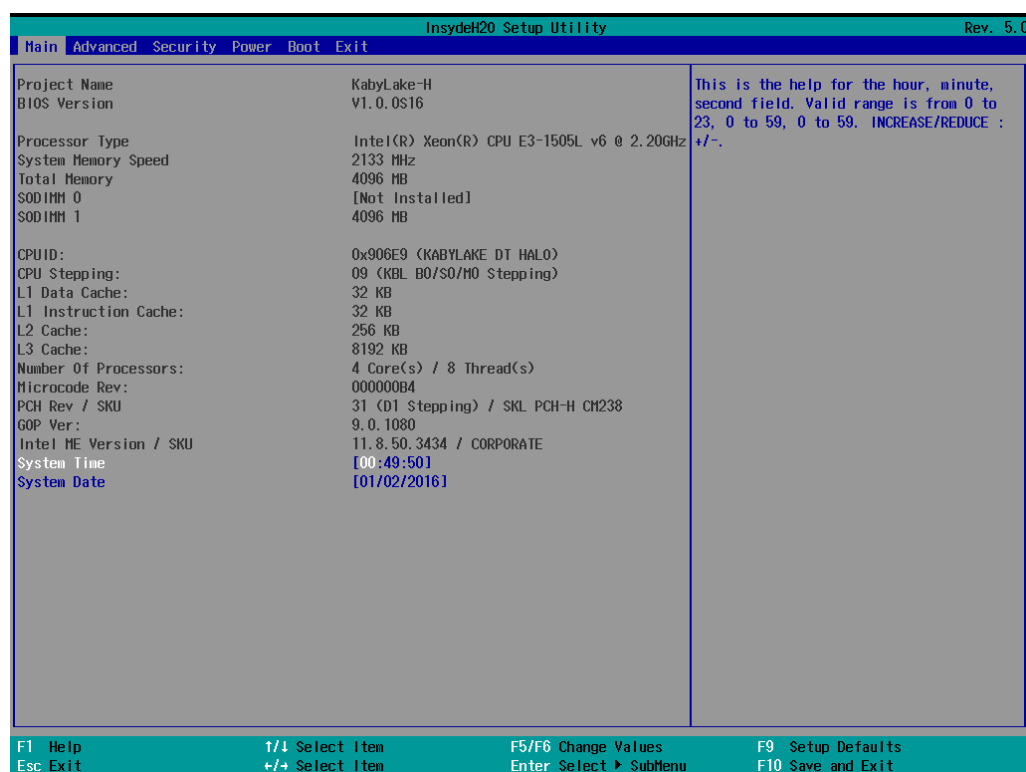 InsydeH20 Setup Utility Rev. 5.0
Main Advanced Security Power Boot Exit
Project Name KabyLake-H
BIOS Version V1.0.0S16
Processor Type Intel(R) Xeon(R) CPU E3-1505L v6 @ 2.20GHz
System Memory Speed 2133 MHz
Total Memory 4096 MB
SODIMM 0 [Not Installed]
SODIMM 1 4096 MB
CPUID: 0x906E9 (KABYLAKE DT HALO)
CPU Stepping: 09 (KBL B0/S0/M0 Stepping)
L1 Data Cache: 32 KB
L1 Instruction Cache: 32 KB
L2 Cache: 256 KB
L3 Cache: 8192 KB
Number Of Processors: 4 Core(s) / 8 Thread(s)
Microcode Rev: 000000B4
PCH Rev / SKU 31 (D1 Stepping) / SKL PCH-H CM238
GOP Ver: 9.0.1080
Intel ME Version / SKU 11.8.50.3434 / CORPORATE
System Time [00:49:50]
System Date [01/02/2016]
This is the help for the hour, minute,
second field. Valid range is from 0 to
23, 0 to 59, 0 to 59. INCREASE/REDUCE :
+/-.
F1 Help ↑/↓ Select Item F5/F6 Change Values F9 Setup Defaults
Esc Exit ←/→ Select Item Enter Select ▶ SubMenu F10 Save and Exit